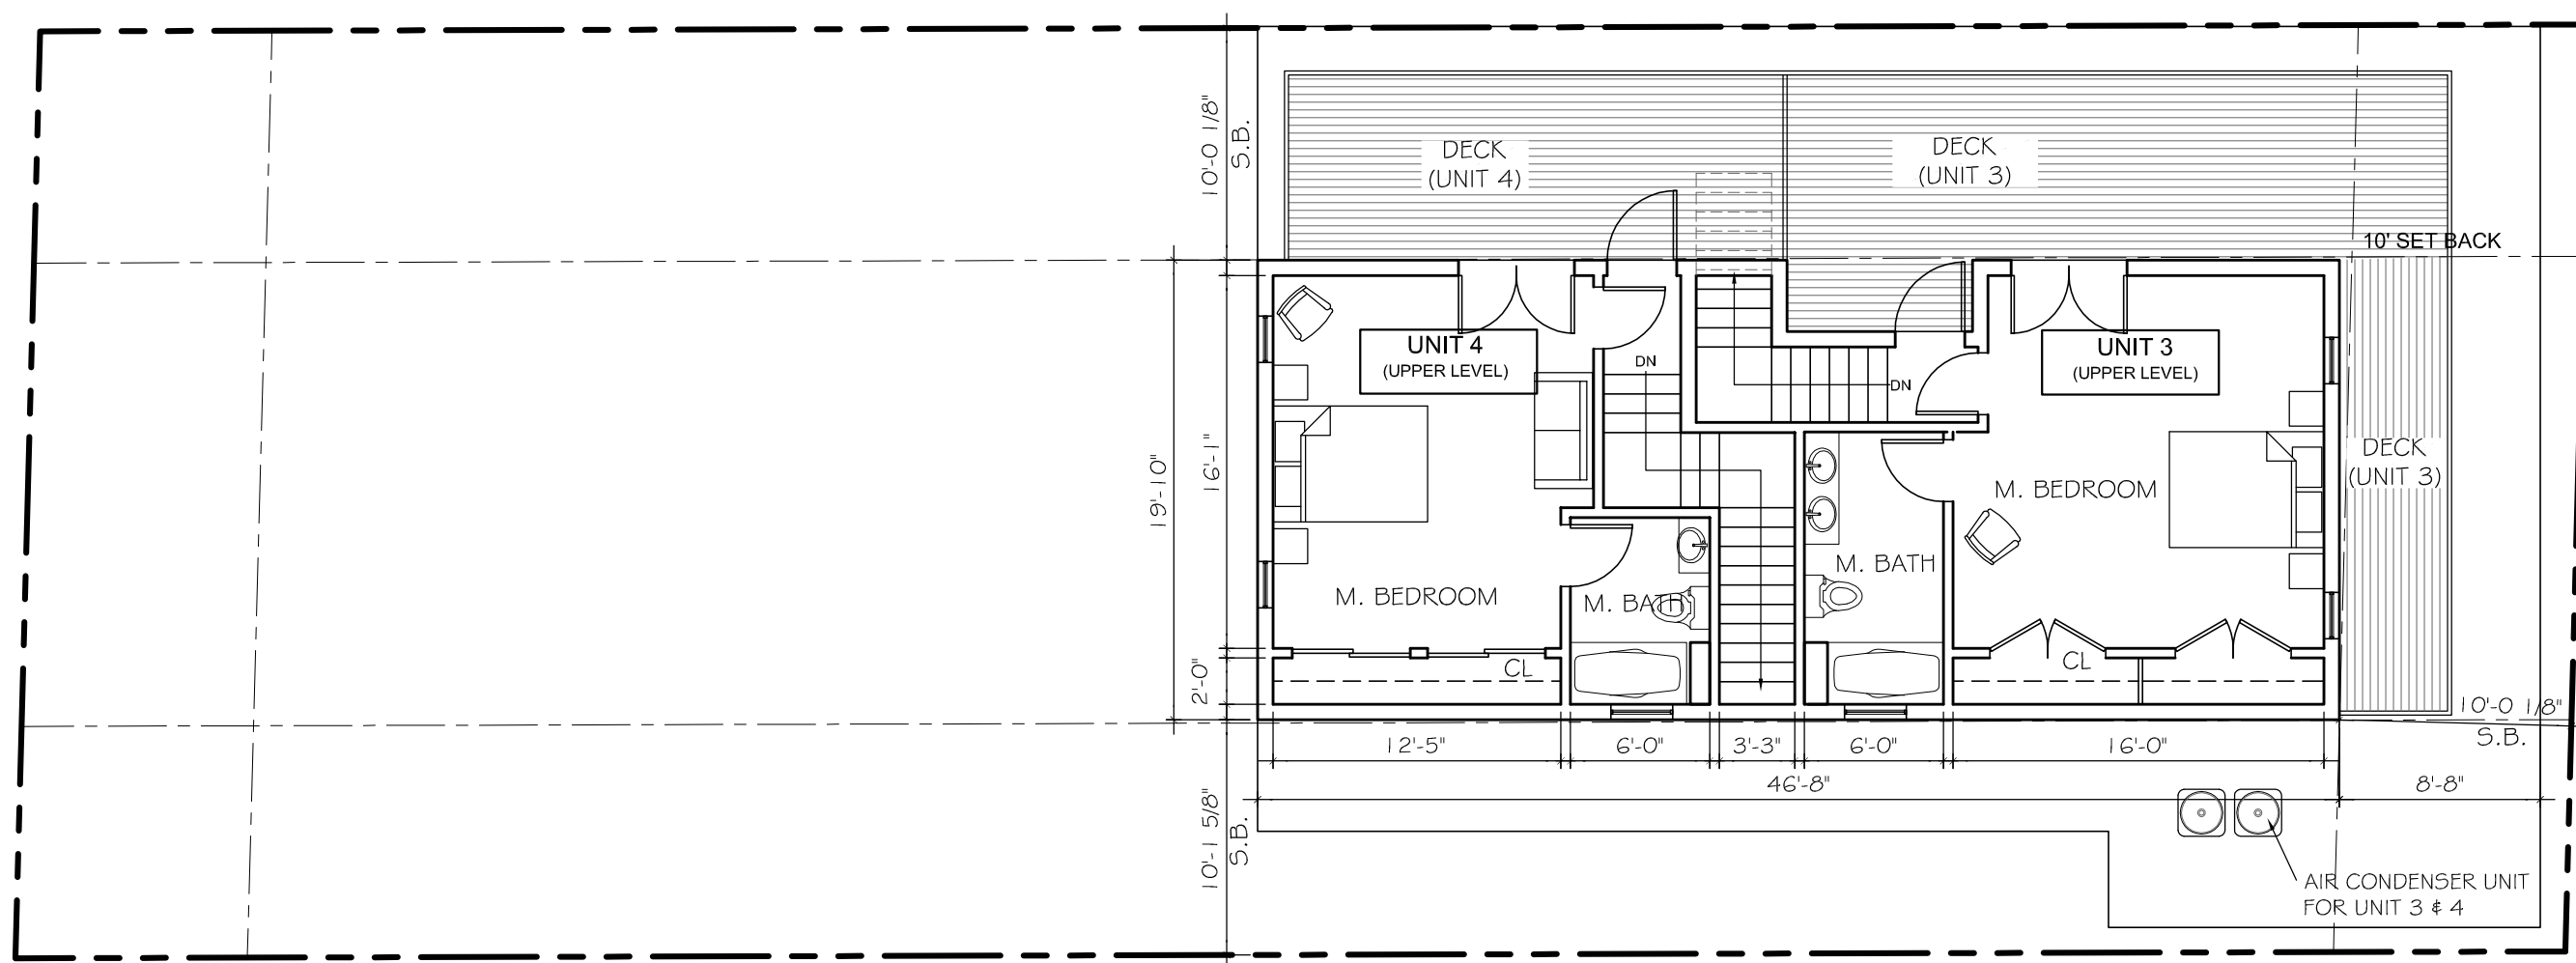 10'-0 1/8"
S.B.
DECK
(UNIT 4)
DECK
(UNIT 3)
10' SET BACK
UNIT 4
(UPPER LEVEL)
DN
DN
UNIT 3
(UPPER LEVEL)
19'-10"
16'-1"
DECK
(UNIT 3)
M. BEDROOM
M. BATH
M. BEDROOM
M. BATH
2'-0"
CL
CL
10'-0 1/8"
S.B.
12'-5"
6'-0"
3'-3"
6'-0"
16'-0"
46'-8"
8'-8"
10'-1 5/8"
S.B.
AIR CONDENSER UNIT
FOR UNIT 3 & 4